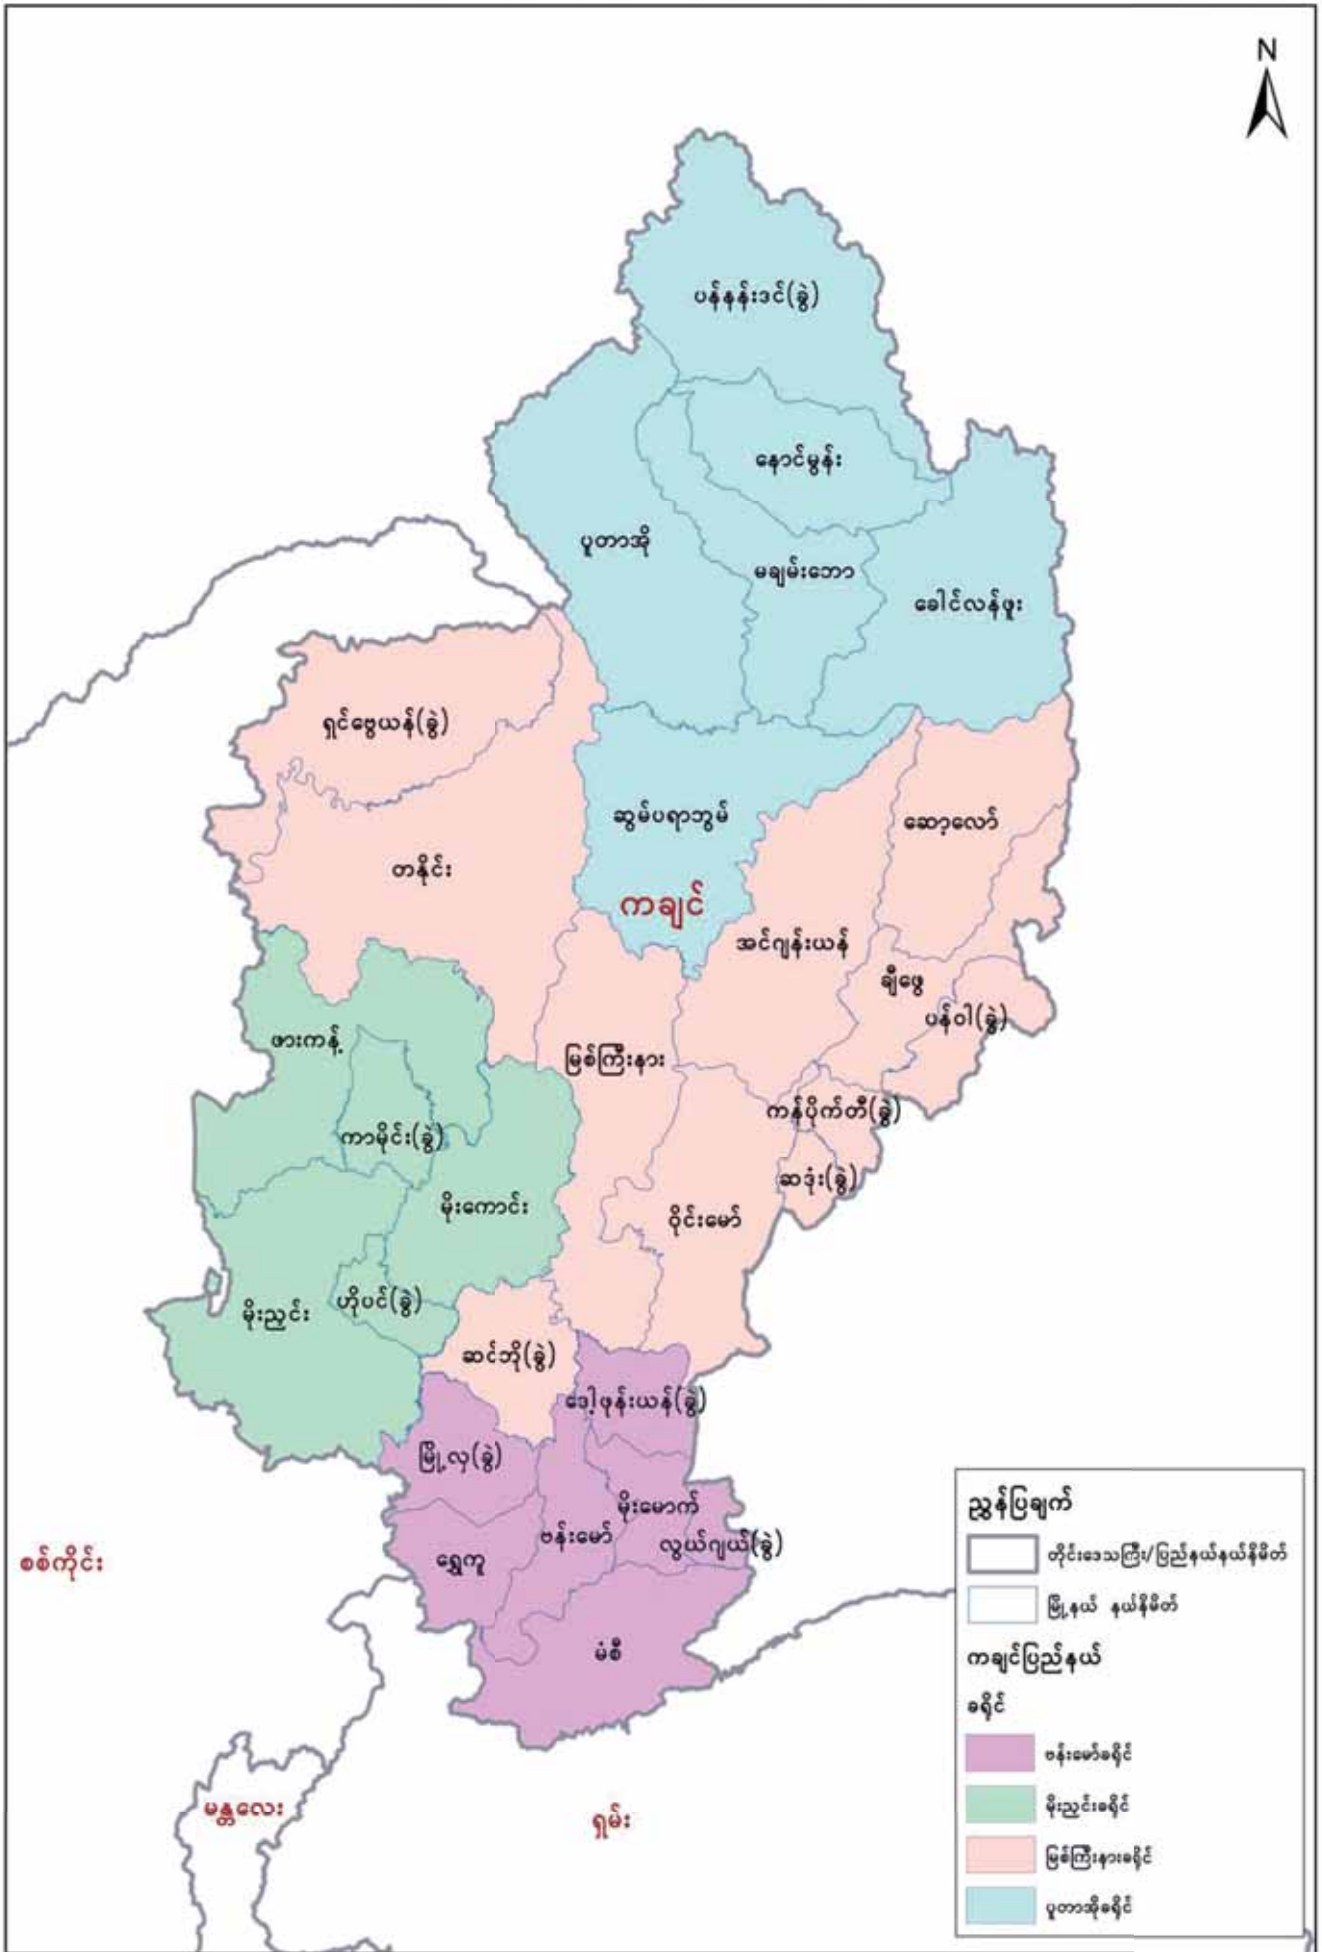 N
ပန်နန်းဒင်(ခွဲ)
နောင်မွန်း
ပူတာအို
မချမ်းဘော
ခေါင်လန်ဖူး
ရှင်ဗွေယန်(ခွဲ)
ဆွမ်ပရာဘွမ်
ဆော့လော်
တနိုင်း
ကချင်
အင်ဂျန်းယန်
ချီဖွေ
ပန်ဝါ(ခွဲ)
ဖားကန့်
မြစ်ကြီးနား
ကန်ပိုက်တီ(ခွဲ)
ကာမိုင်း(ခွဲ)
ဆဒုံး(ခွဲ)
မိုးကောင်း
ဝိုင်းမော်
ဟိုပင်(ခွဲ)
မိုးညှင်း
ဆင်ဘို(ခွဲ)
ဒေါ့ဖုန်းယန်(ခွဲ)
မြို့လှ(ခွဲ)
မိုးမောက်
ဗန်းမော်
လွယ်ဂျယ်(ခွဲ)
ရွှေကူ
စစ်ကိုင်း
မံစီ
မန္တလေး
ရှမ်း
ညွှန်ပြချက်
တိုင်းဒေသကြီး/ပြည်နယ်နယ်နိမိတ်
မြို့နယ် နယ်နိမိတ်
ကချင်ပြည်နယ်
ခရိုင်
ဗန်းမော်ခရိုင်
မိုးညှင်းခရိုင်
မြစ်ကြီးနားခရိုင်
ပူတာအိုခရိုင်